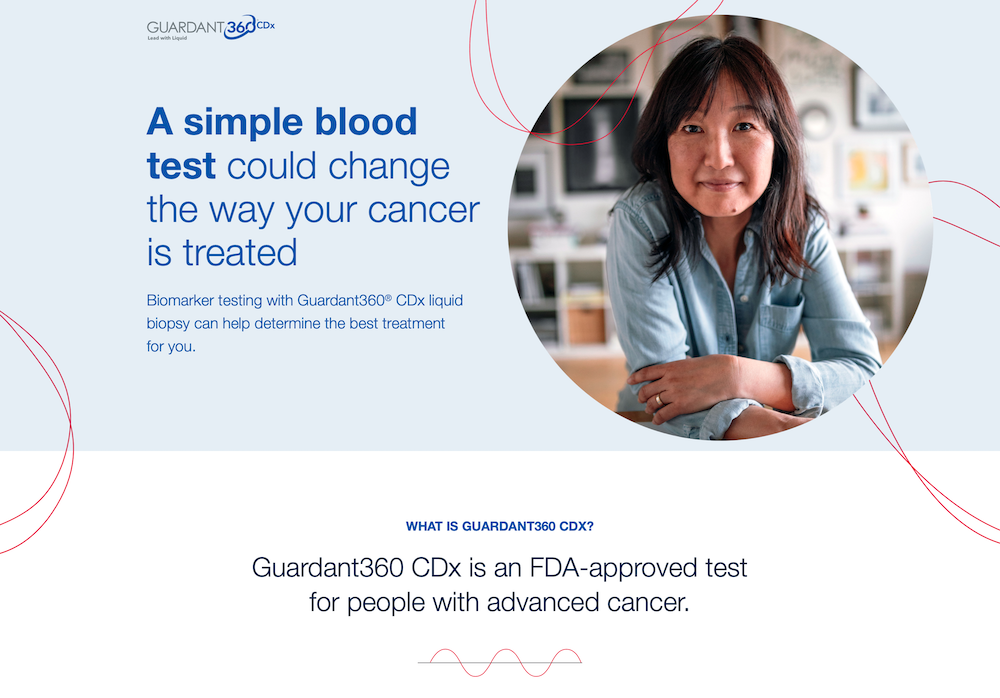 GUARDANT360 CDx
Lead with Liquid
A simple blood
test could change
the way your cancer
is treated
Biomarker testing with Guardant360® CDx liquid
biopsy can help determine the best treatment
for you.
WHAT IS GUARDANT360 CDX?
Guardant360 CDx is an FDA-approved test
for people with advanced cancer.